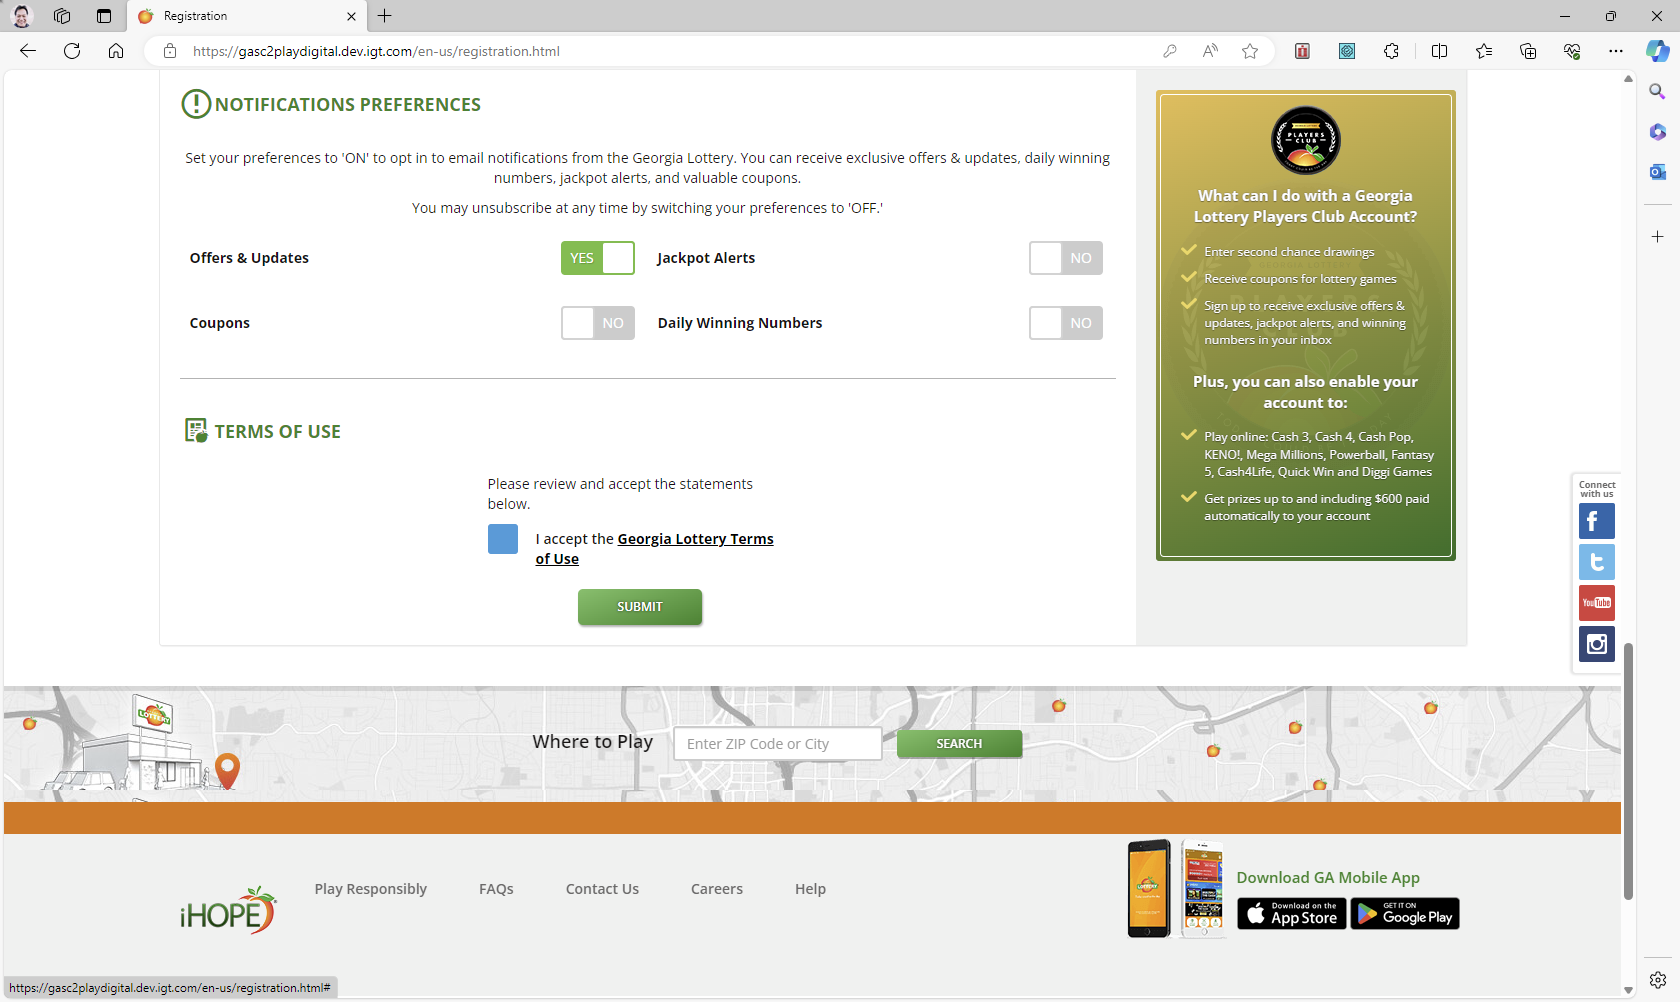 Registration
https://gasc2playdigital.dev.igt.com/en-us/registration.html
NOTIFICATIONS PREFERENCES
Set your preferences to 'ON' to opt in to email notifications from the Georgia Lottery. You can receive exclusive offers & updates, daily winning
numbers, jackpot alerts, and valuable coupons.
You may unsubscribe at any time by switching your preferences to 'OFF.'
Offers & Updates
YES
Jackpot Alerts
NO
Coupons
NO
Daily Winning Numbers
NO
TERMS OF USE
Please review and accept the statements
below.
I accept the Georgia Lottery Terms
of Use
SUBMIT
PLAYERS
CLUB
What can I do with a Georgia
Lottery Players Club Account?
Enter second chance drawings
Receive coupons for lottery games
Sign up to receive exclusive offers &
updates, jackpot alerts, and winning
numbers in your inbox
Plus, you can also enable your
account to:
Play online: Cash 3, Cash 4, Cash Pop,
KENO!, Mega Millions, Powerball, Fantasy
5, Cash4Life, Quick Win and Diggi Games
Get prizes up to and including $600 paid
automatically to your account
Connect
with us
YouTube
LOTTERY
Where to Play
Enter ZIP Code or City
SEARCH
iHOPE
Play Responsibly
FAQs
Contact Us
Careers
Help
Download GA Mobile App
Download on the
App Store
GET IT ON
Google Play
https://gasc2playdigital.dev.igt.com/en-us/registration.html#